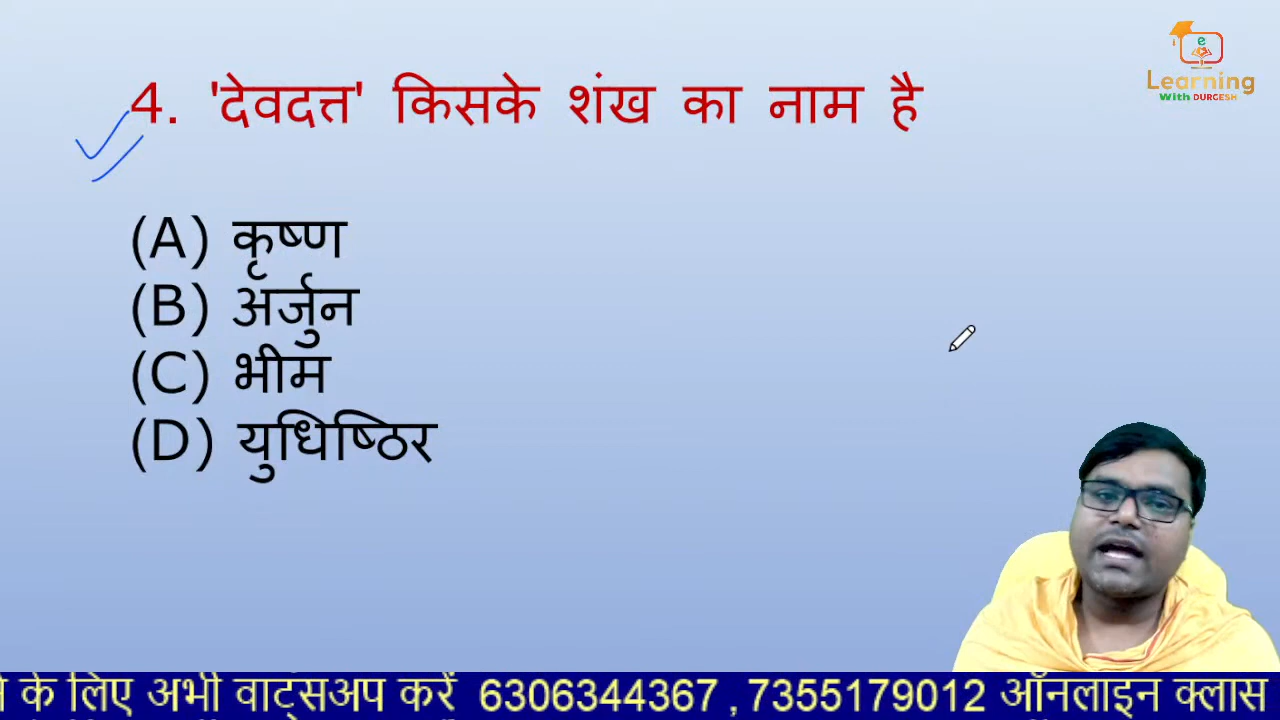 e
Learning
With DURGESH
4. 'देवदत्त' किसके शंख का नाम है
(A) कृष्ण
(B) अर्जुन
(C) भीम
(D) युधिष्ठिर
के लिए अभी वाट्सअप करें 6306344367 , 7355179012 ऑनलाइन क्लास